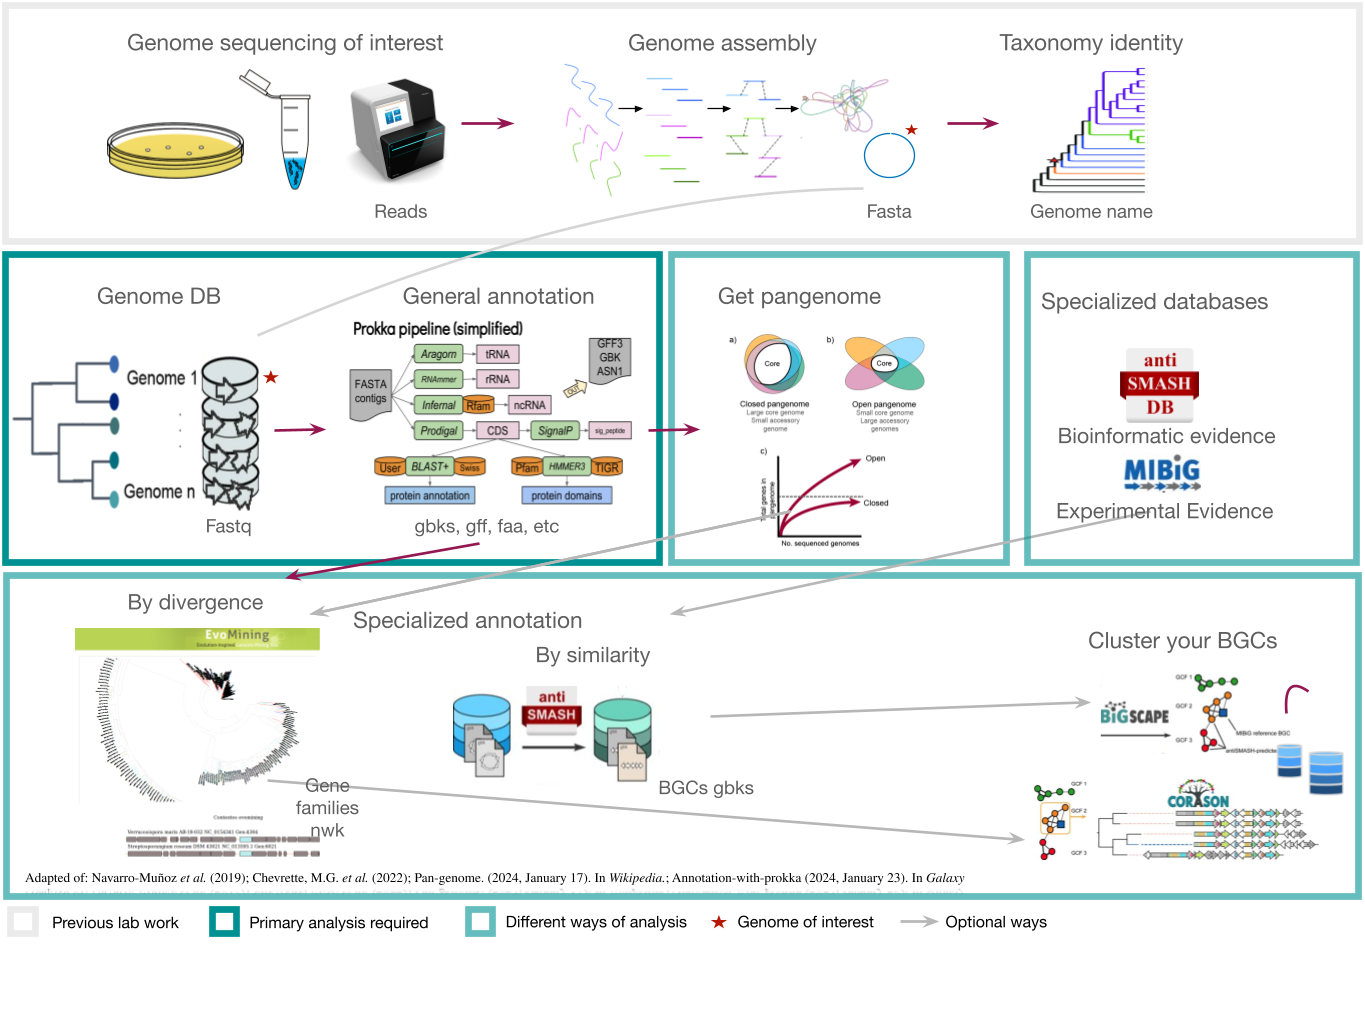 Genome sequencing of interest
Genome assembly
Taxonomy identity
Reads
Fasta
Genome name
Genome DB
General annotation
Get pangenome
Specialized databases
Prokka pipeline (simplified)
Genome 1
Genome n
Fastq
FASTA
contigs
Aragorn
tRNA
RNAmmer
rRNA
Infernal
Rfam
ncRNA
Prodigal
CDS
SignalP
sig_peptide
GFF3
GBK
ASN1
OUT
User
BLAST+
Swiss
Pfam
HMMER3
TIGR
protein annotation
protein domains
gbks, gff, faa, etc
a)
Core
b)
Core
Closed pangenome
Large core genome
Small accessory
genome
Open pangenome
Small core genome
Large accessory
genomes
c)
Open
Closed
Total genes in
pangenome
No. sequenced genomes
anti
SMASH
DB
Bioinformatic evidence
MIBiG
Experimental Evidence
By divergence
Specialized annotation
EvoMining
By similarity
anti
SMASH
Gene
families
nwk
BGCs gbks
Cluster your BGCs
GCF 1
GCF 2
GCF 3
BiGSCAPE
MIBiG reference BGC
antiSMASH-predicte
CORASON
GCF 1
GCF 2
GCF 3
Adapted of: Navarro-Muñoz et al. (2019); Chevrette, M.G. et al. (2022); Pan-genome. (2024, January 17). In Wikipedia.; Annotation-with-prokka (2024, January 23). In Galaxy
Previous lab work
Primary analysis required
Different ways of analysis
Genome of interest
Optional ways